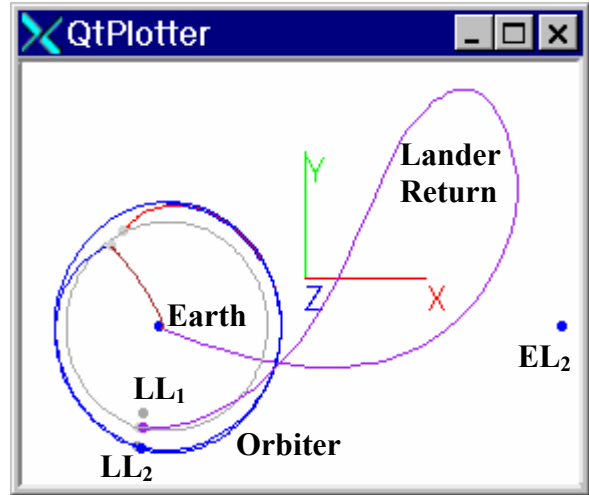 QtPlotter
Lander
Return
Y
Z X
Earth
EL₂
LL₁
Orbiter
LL₂